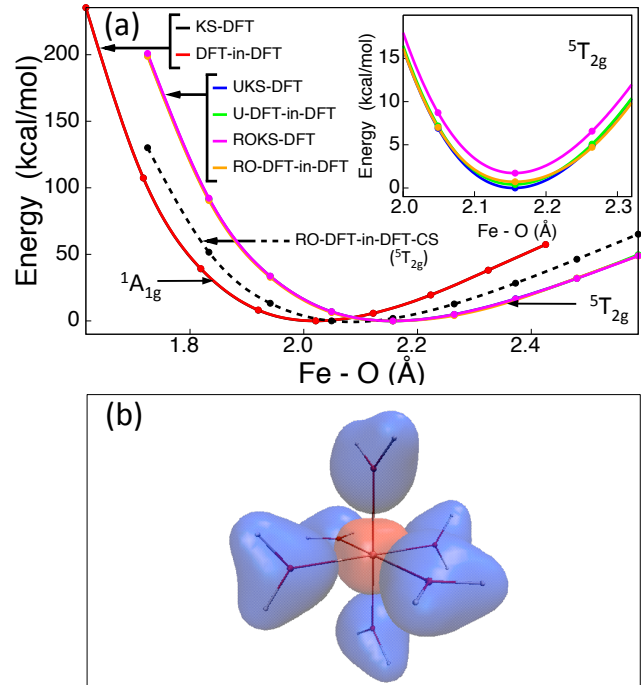 (a)
KS-DFT
DFT-in-DFT
UKS-DFT
U-DFT-in-DFT
ROKS-DFT
RO-DFT-in-DFT
RO-DFT-in-DFT-CS
(⁵T₂g)
¹A₁g
⁵T₂g
Energy (kcal/mol)
200
150
100
50
0
1.8 2.0 2.2 2.4
Fe - O (Å)
⁵T₂g
Energy (kcal/mol)
15
10
5
0
2.0 2.1 2.2 2.3
Fe - O (Å)
(b)